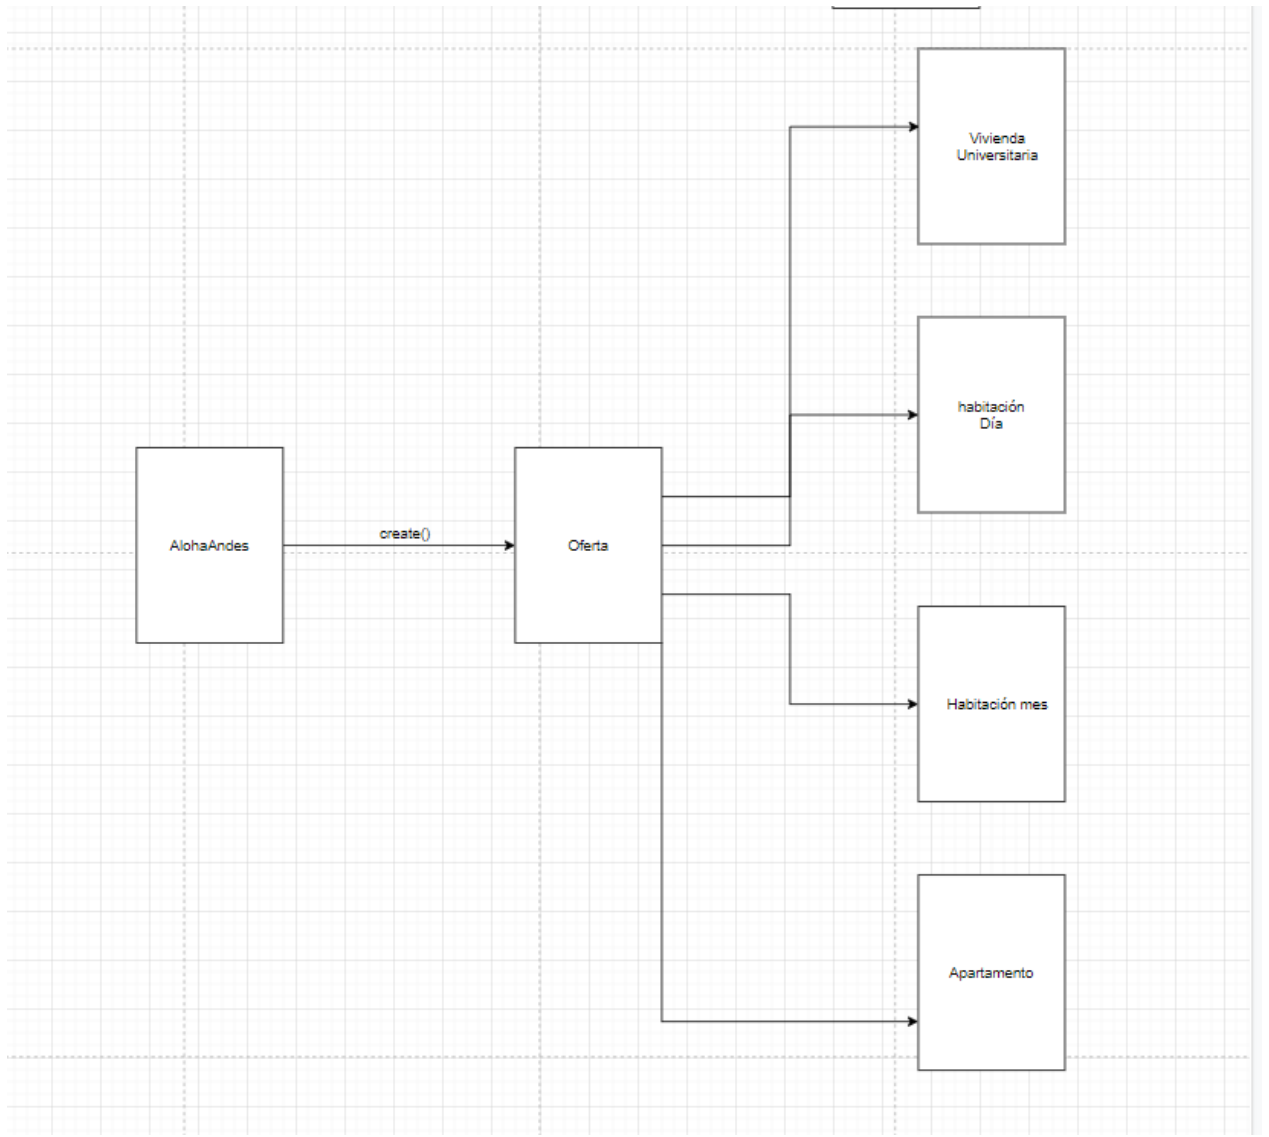 Vivienda
Universitaria
habitación
Día
AlohaAndes
create()
Oferta
Habitación mes
Apartamento